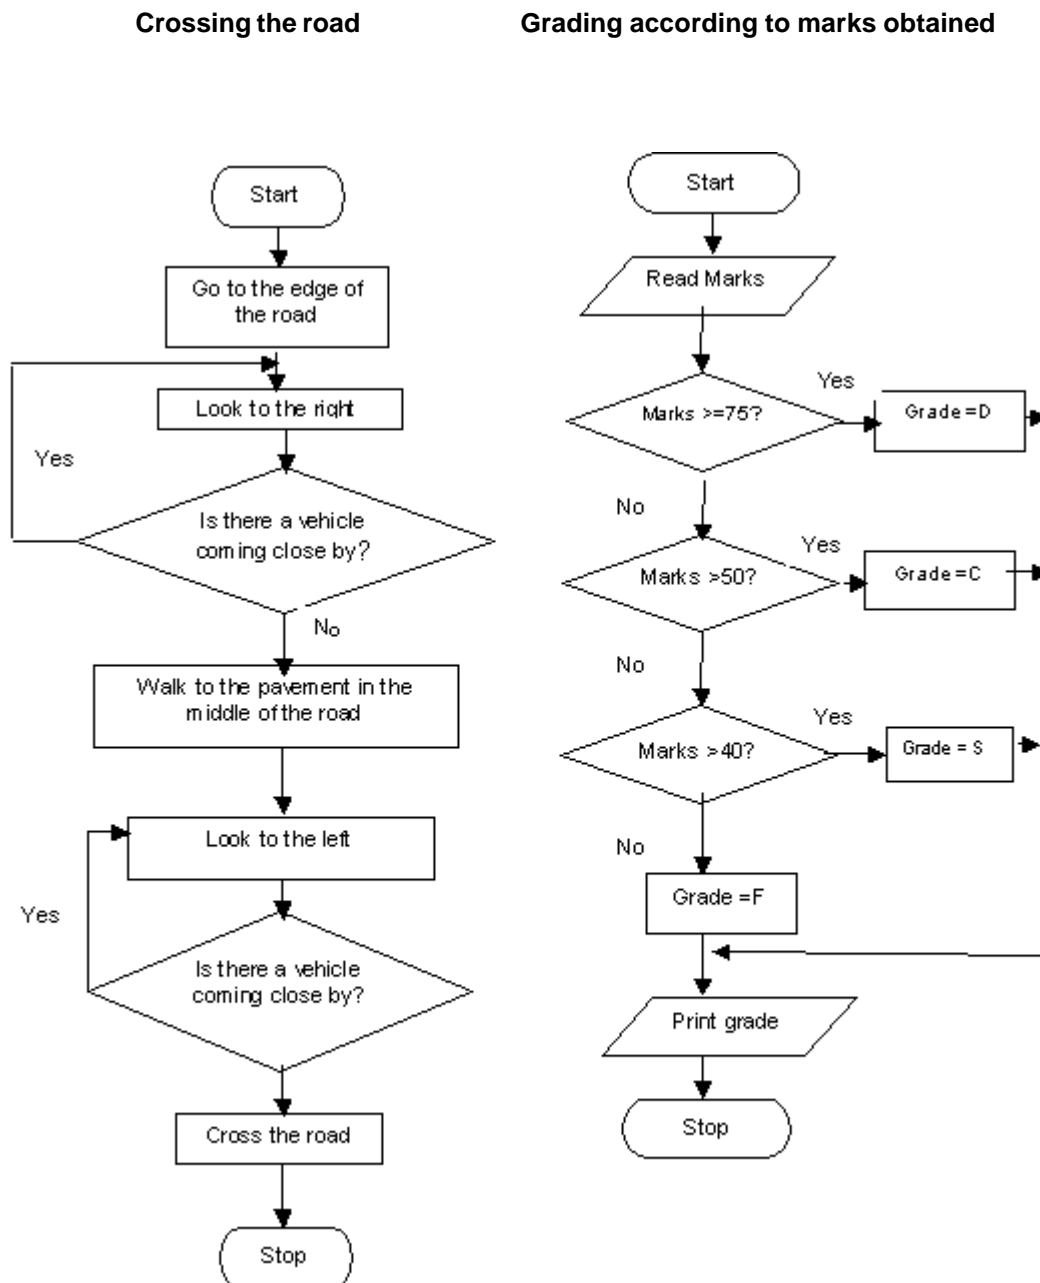 Crossing the road
Start
Go to the edge of
the road
Look to the right
Yes
Is there a vehicle
coming close by?
No
Walk to the pavement in the
middle of the road
Look to the left
Yes
Is there a vehicle
coming close by?
Cross the road
Stop
Grading according to marks obtained
Start
Read Marks
Marks >=75?
Yes
Grade =D
No
Marks >50?
Yes
Grade =C
No
Marks >40?
Yes
Grade = S
No
Grade =F
Print grade
Stop